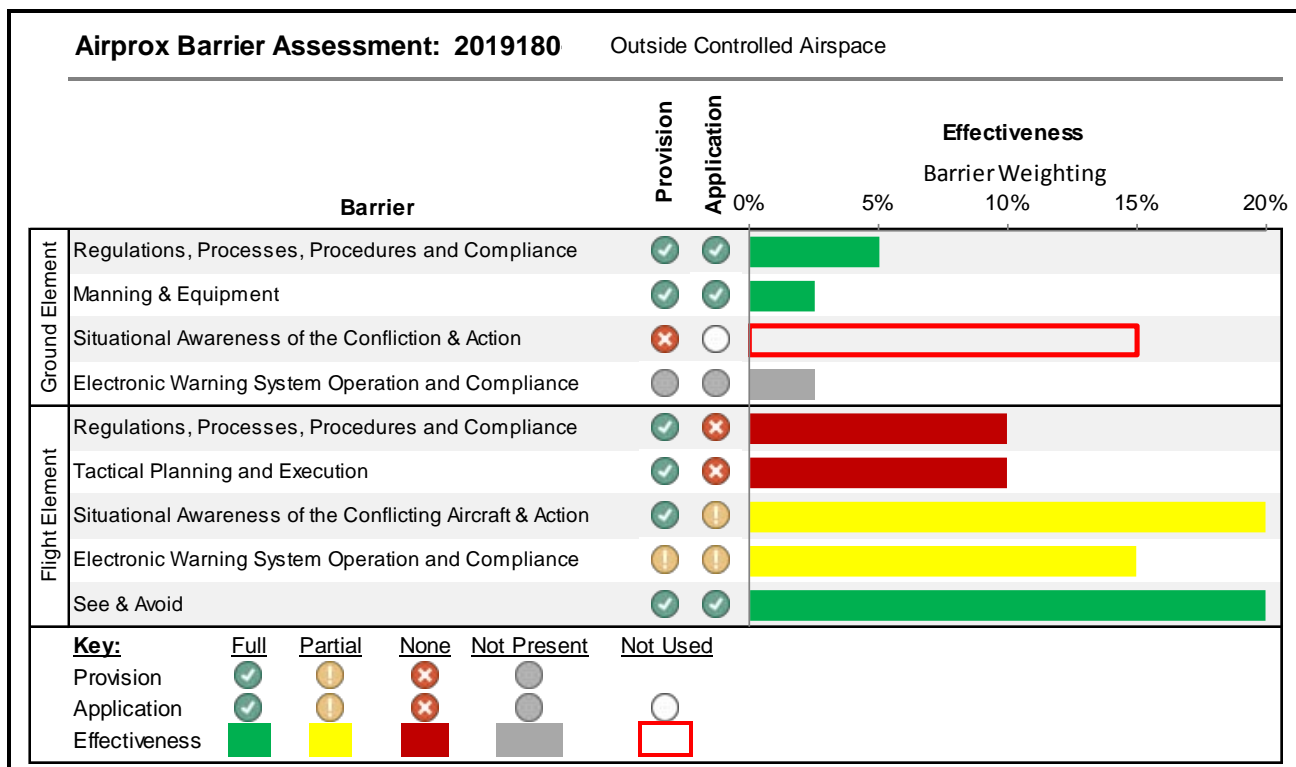 Airprox Barrier Assessment: 2019180 Outside Controlled Airspace
Provision
Application
Effectiveness
Barrier Weighting
Barrier
0% 5% 10% 15% 20%
Ground Element
Regulations, Processes, Procedures and Compliance
Manning & Equipment
Situational Awareness of the Confliction & Action
Electronic Warning System Operation and Compliance
Flight Element
Regulations, Processes, Procedures and Compliance
Tactical Planning and Execution
Situational Awareness of the Conflicting Aircraft & Action
Electronic Warning System Operation and Compliance
See & Avoid
Key: Full Partial None Not Present Not Used
Provision
Application
Effectiveness